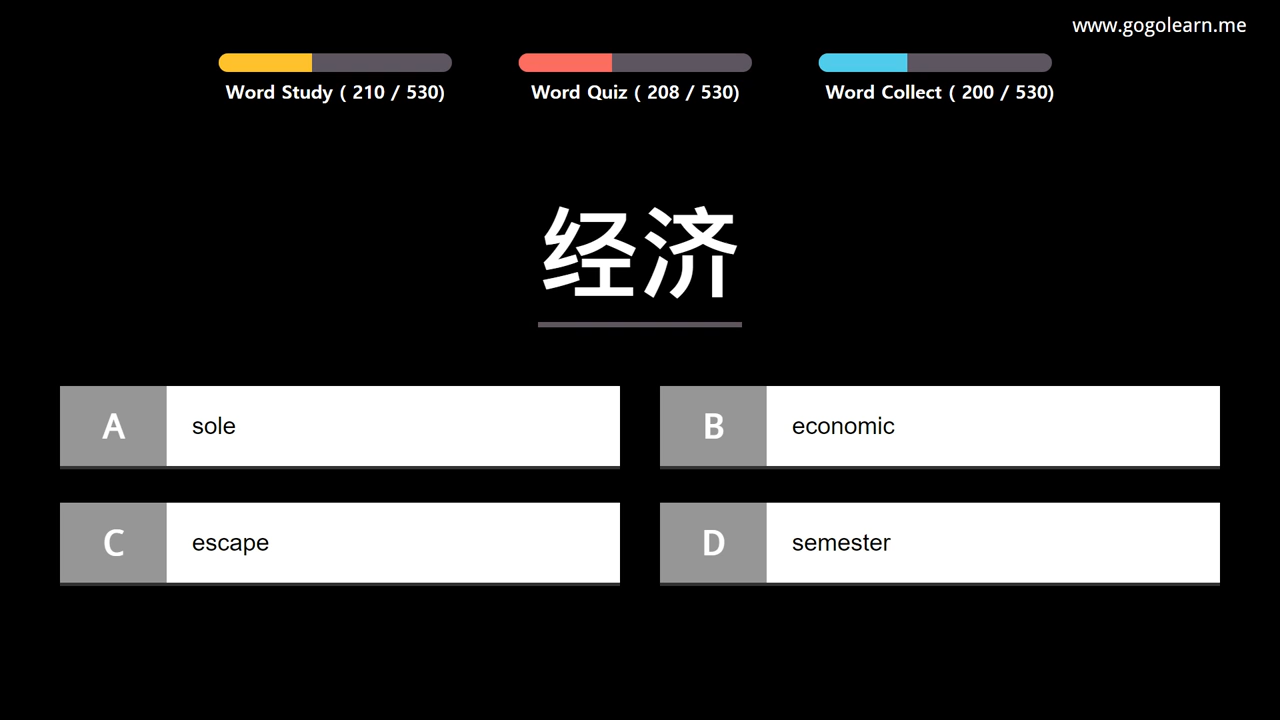 www.gogolearn.me
Word Study ( 210 / 530)
Word Quiz ( 208 / 530)
Word Collect ( 200 / 530)
经济
A sole
B economic
C escape
D semester